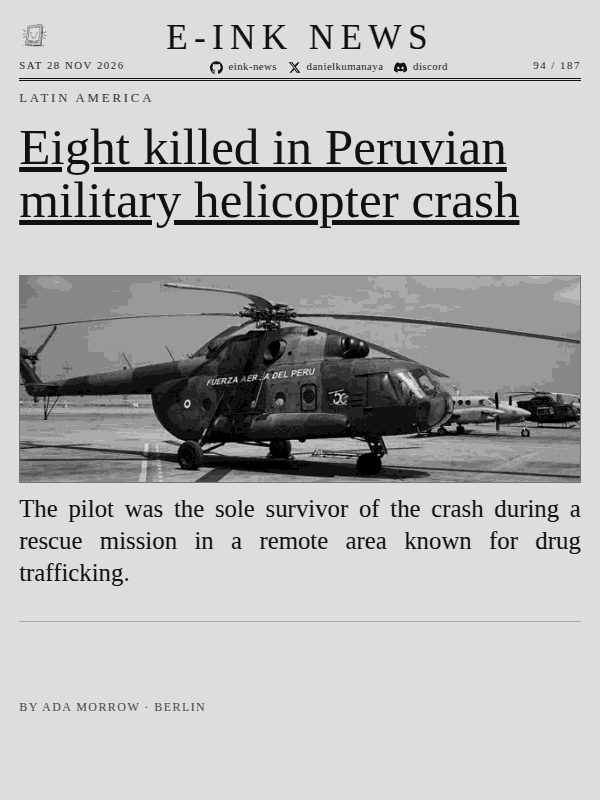 E-INK NEWS
SAT 28 NOV 2026
eink-news
danielkumanaya
discord
94 / 187
LATIN AMERICA
Eight killed in Peruvian
military helicopter crash
FUERZA AEREA DEL PERU
The pilot was the sole survivor of the crash during a
rescue mission in a remote area known for drug
trafficking.
BY ADA MORROW · BERLIN